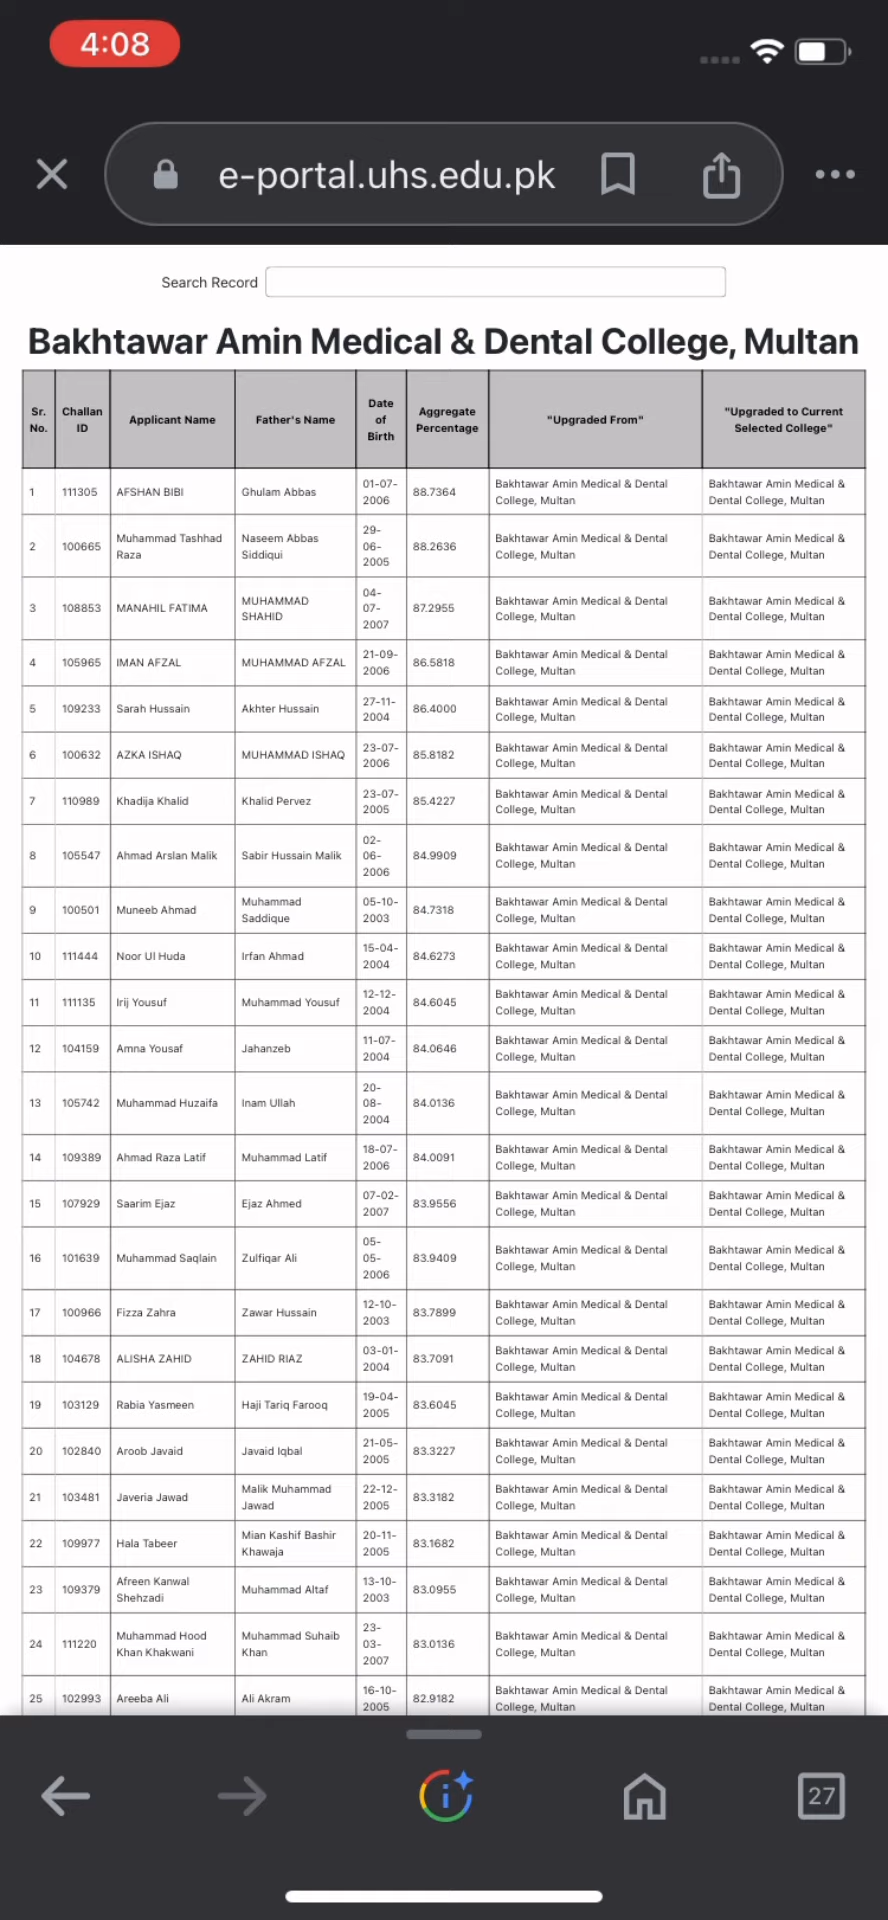 4:08
e-portal.uhs.edu.pk
Search Record
Bakhtawar Amin Medical & Dental College, Multan
Sr. No. Challan ID Applicant Name Father's Name Date of Birth Aggregate Percentage "Upgraded From" "Upgraded to Current Selected College"
1 111305 AFSHAN BIBI Ghulam Abbas 01-07-2006 88.7364 Bakhtawar Amin Medical & Dental College, Multan Bakhtawar Amin Medical & Dental College, Multan
2 100665 Muhammad Tashhad Raza Naseem Abbas Siddiqui 29-06-2005 88.2636 Bakhtawar Amin Medical & Dental College, Multan Bakhtawar Amin Medical & Dental College, Multan
3 108853 MANAHIL FATIMA MUHAMMAD SHAHID 04-07-2007 87.2955 Bakhtawar Amin Medical & Dental College, Multan Bakhtawar Amin Medical & Dental College, Multan
4 105965 IMAN AFZAL MUHAMMAD AFZAL 21-09-2006 86.5818 Bakhtawar Amin Medical & Dental College, Multan Bakhtawar Amin Medical & Dental College, Multan
5 109233 Sarah Hussain Akhter Hussain 27-11-2004 86.4000 Bakhtawar Amin Medical & Dental College, Multan Bakhtawar Amin Medical & Dental College, Multan
6 100632 AZKA ISHAQ MUHAMMAD ISHAQ 23-07-2006 85.8182 Bakhtawar Amin Medical & Dental College, Multan Bakhtawar Amin Medical & Dental College, Multan
7 110989 Khadija Khalid Khalid Pervez 23-07-2005 85.4227 Bakhtawar Amin Medical & Dental College, Multan Bakhtawar Amin Medical & Dental College, Multan
8 105547 Ahmad Arslan Malik Sabir Hussain Malik 02-06-2006 84.9909 Bakhtawar Amin Medical & Dental College, Multan Bakhtawar Amin Medical & Dental College, Multan
9 100501 Muneeb Ahmad Muhammad Saddique 05-10-2003 84.7318 Bakhtawar Amin Medical & Dental College, Multan Bakhtawar Amin Medical & Dental College, Multan
10 111444 Noor Ul Huda Irfan Ahmad 15-04-2004 84.6273 Bakhtawar Amin Medical & Dental College, Multan Bakhtawar Amin Medical & Dental College, Multan
11 111135 Irij Yousuf Muhammad Yousuf 12-12-2004 84.6045 Bakhtawar Amin Medical & Dental College, Multan Bakhtawar Amin Medical & Dental College, Multan
12 104159 Amna Yousaf Jahanzeb 11-07-2004 84.0646 Bakhtawar Amin Medical & Dental College, Multan Bakhtawar Amin Medical & Dental College, Multan
13 105742 Muhammad Huzaifa Inam Ullah 20-08-2004 84.0136 Bakhtawar Amin Medical & Dental College, Multan Bakhtawar Amin Medical & Dental College, Multan
14 109389 Ahmad Raza Latif Muhammad Latif 18-07-2006 84.0091 Bakhtawar Amin Medical & Dental College, Multan Bakhtawar Amin Medical & Dental College, Multan
15 107929 Saarim Ejaz Ejaz Ahmed 07-02-2007 83.9556 Bakhtawar Amin Medical & Dental College, Multan Bakhtawar Amin Medical & Dental College, Multan
16 101639 Muhammad Saqlain Zulfiqar Ali 05-05-2006 83.9409 Bakhtawar Amin Medical & Dental College, Multan Bakhtawar Amin Medical & Dental College, Multan
17 100966 Fizza Zahra Zawar Hussain 12-10-2003 83.7899 Bakhtawar Amin Medical & Dental College, Multan Bakhtawar Amin Medical & Dental College, Multan
18 104678 ALISHA ZAHID ZAHID RIAZ 03-01-2004 83.7091 Bakhtawar Amin Medical & Dental College, Multan Bakhtawar Amin Medical & Dental College, Multan
19 103129 Rabia Yasmeen Haji Tariq Farooq 19-04-2005 83.6045 Bakhtawar Amin Medical & Dental College, Multan Bakhtawar Amin Medical & Dental College, Multan
20 102840 Aroob Javaid Javaid Iqbal 21-05-2005 83.3227 Bakhtawar Amin Medical & Dental College, Multan Bakhtawar Amin Medical & Dental College, Multan
21 103481 Javeria Jawad Malik Muhammad Jawad 22-12-2005 83.3182 Bakhtawar Amin Medical & Dental College, Multan Bakhtawar Amin Medical & Dental College, Multan
22 109977 Hala Tabeer Mian Kashif Bashir Khawaja 20-11-2005 83.1682 Bakhtawar Amin Medical & Dental College, Multan Bakhtawar Amin Medical & Dental College, Multan
23 109379 Afreen Kanwal Shehzadi Muhammad Altaf 13-10-2003 83.0955 Bakhtawar Amin Medical & Dental College, Multan Bakhtawar Amin Medical & Dental College, Multan
24 111220 Muhammad Hood Khan Khakwani Muhammad Suhaib Khan 23-03-2007 83.0136 Bakhtawar Amin Medical & Dental College, Multan Bakhtawar Amin Medical & Dental College, Multan
25 102993 Areeba Ali Ali Akram 16-10-2005 82.9182 Bakhtawar Amin Medical & Dental College, Multan Bakhtawar Amin Medical & Dental College, Multan
27